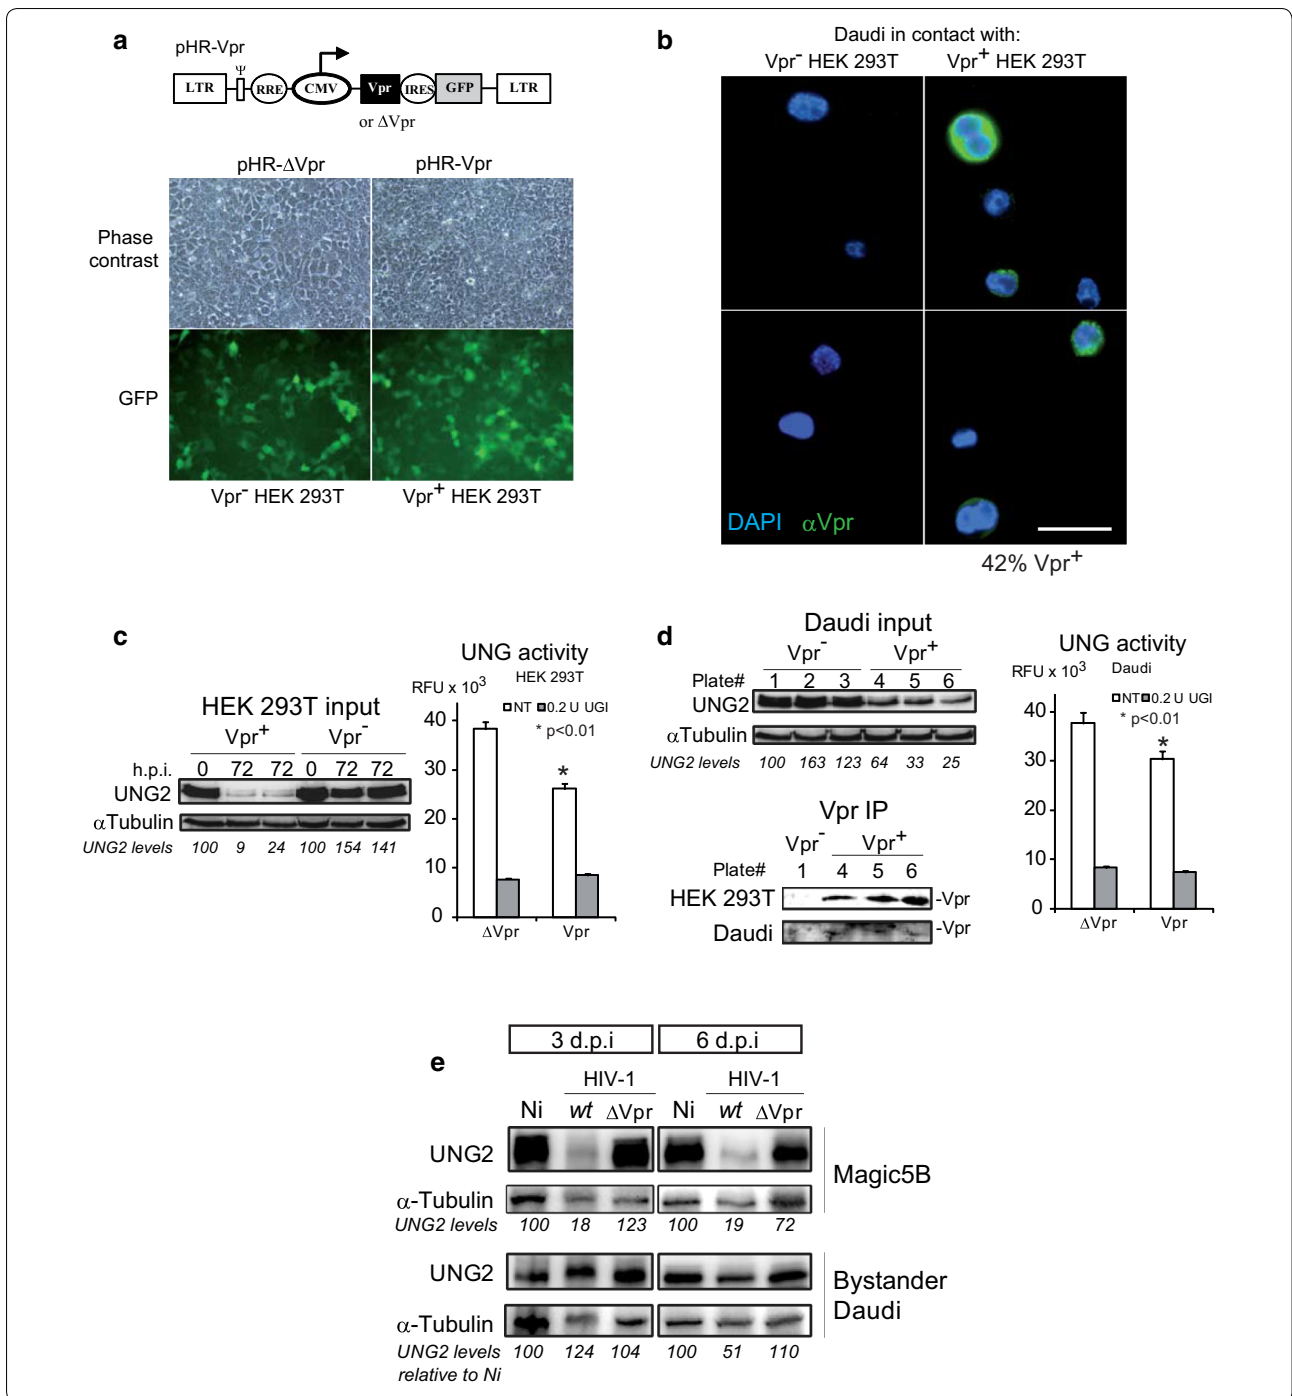 a
pHR-Vpr
Ψ
LTR RRE CMV Vpr IRES GFP LTR
or ΔVpr
pHR-ΔVpr pHR-Vpr
Phase
contrast
GFP
Vpr⁻ HEK 293T Vpr⁺ HEK 293T
b
Daudi in contact with:
Vpr⁻ HEK 293T Vpr⁺ HEK 293T
DAPI αVpr
42% Vpr⁺
c
HEK 293T input
Vpr⁺ Vpr⁻
h.p.i. 0 72 72 0 72 72
UNG2
αTubulin
UNG2 levels 100 9 24 100 154 141
UNG activity
HEK 293T
RFU x 10³
NT 0.2 U UGI
* p<0.01
40
30
20
10
0
*
ΔVpr Vpr
d
Daudi input
Vpr⁻ Vpr⁺
Plate# 1 2 3 4 5 6
UNG2
αTubulin
UNG2 levels 100 163 123 64 33 25
Vpr IP
Vpr⁻ Vpr⁺
Plate# 1 4 5 6
HEK 293T -Vpr
Daudi -Vpr
UNG activity
RFU x 10³ Daudi
NT 0.2 U UGI
* p<0.01
40
30
20
10
0
*
ΔVpr Vpr
e
3 d.p.i 6 d.p.i
HIV-1 HIV-1
Ni wt ΔVpr Ni wt ΔVpr
UNG2
α-Tubulin
UNG2 levels 100 18 123 100 19 72
Magic5B
UNG2
α-Tubulin
UNG2 levels 100 124 104 100 51 110
relative to Ni
Bystander
Daudi